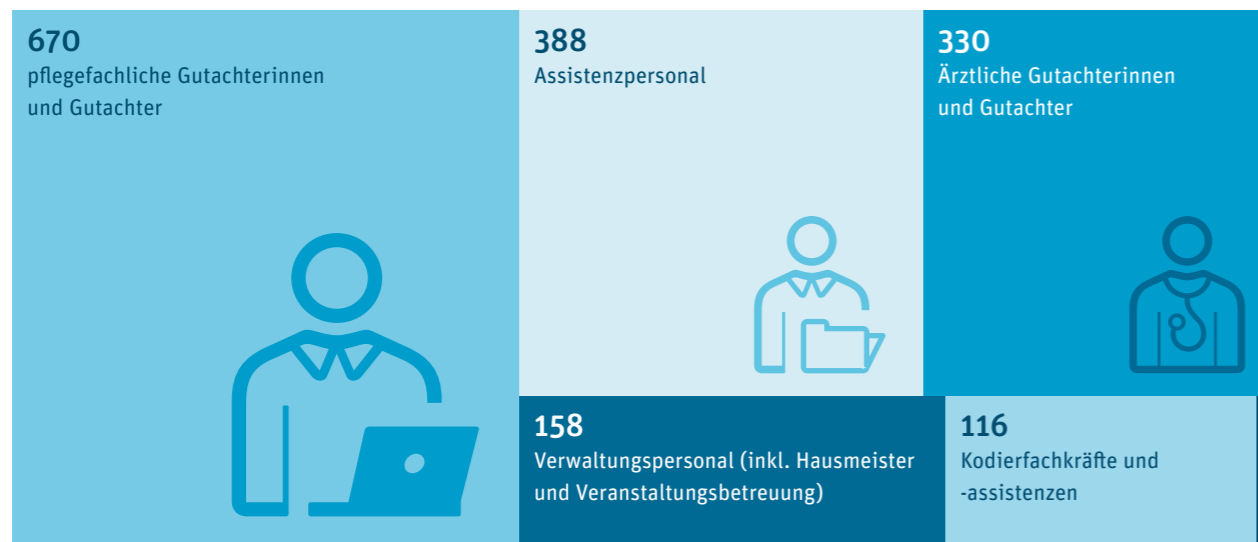 670
pflegefachliche Gutachterinnen
und Gutachter
388
Assistenzpersonal
330
Ärztliche Gutachterinnen
und Gutachter
158
Verwaltungspersonal (inkl. Hausmeister
und Veranstaltungsbetreuung)
116
Kodierfachkräfte und
-assistenzen